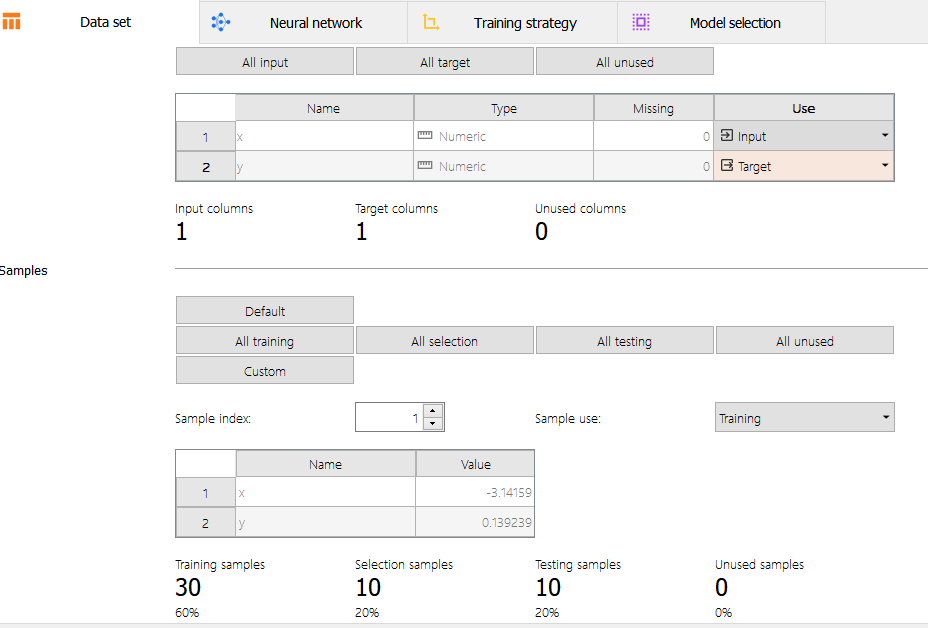 Data set Neural network Training strategy Model selection
All input All target All unused
Name Type Missing Use
1 x Numeric 0 Input
2 y Numeric 0 Target
Input columns Target columns Unused columns
1 1 0
Samples
Default
All training All selection All testing All unused
Custom
Sample index: 1 Sample use: Training
Name Value
1 x -3.14159
2 y 0.139239
Training samples Selection samples Testing samples Unused samples
30 10 10 0
60% 20% 20% 0%